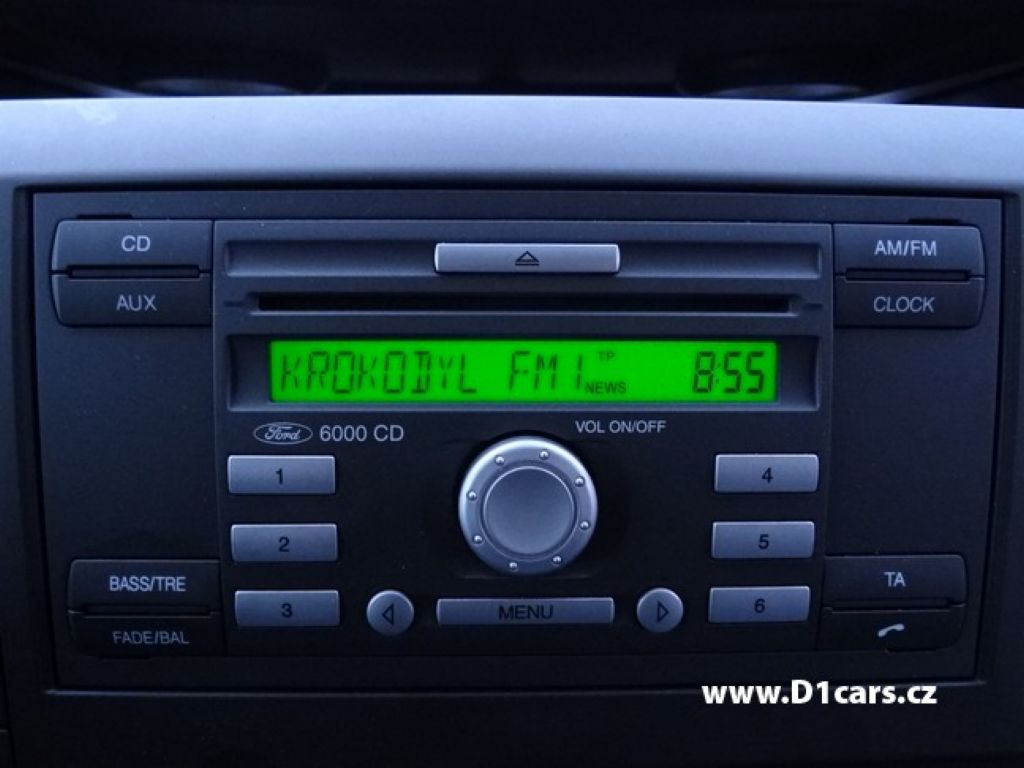 CD
AM/FM
AUX
CLOCK
KROKODYL FM1 TP NEWS 8:55
Ford 6000 CD
VOL ON/OFF
1
4
2
5
BASS/TRE
TA
3
MENU
6
FADE/BAL
www.D1cars.cz